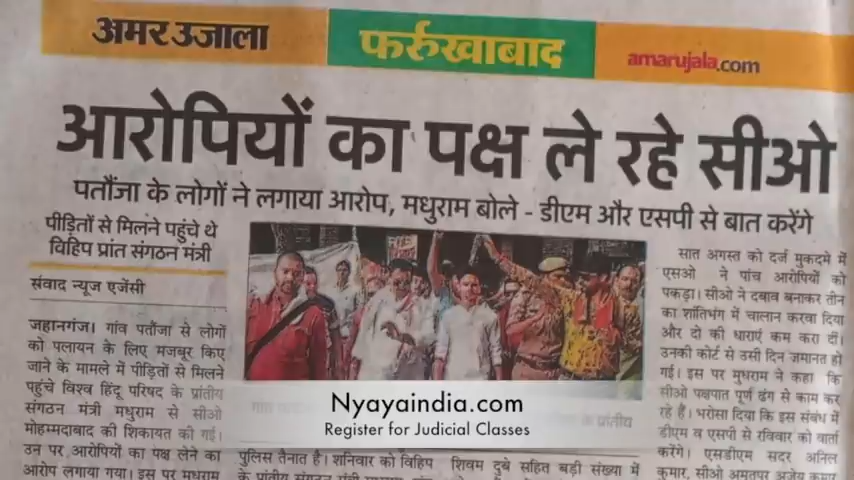 अमर उजाला
फर्रुखाबाद
amarujala.com
आरोपियों का पक्ष ले रहे सीओ
पतौंजा के लोगों ने लगाया आरोप, मधुराम बोले - डीएम और एसपी से बात करेंगे
पीड़ितों से मिलने पहुंचे थे
विहिप प्रांत संगठन मंत्री
संवाद न्यूज एजेंसी
जहानगंज। गांव पतौंजा से लोगों
को पलायन के लिए मजबूर किए
जाने के मामले में पीड़ितों से मिलने
पहुंचे विश्व हिंदू परिषद के प्रांतीय
संगठन मंत्री मधुराम से सीओ
मोहम्मदाबाद की शिकायत की गई।
उन पर आरोपियों का पक्ष लेने का
आरोप लगाया गया। इस पर मधुराम
के प्रांतीय
पुलिस तैनात है। शनिवार को विहिप
शिवम दुबे सहित बड़ी संख्या में
सात अगस्त को दर्ज मुकदमे में
एसओ ने पांच आरोपियों को
पकड़ा। सीओ ने दबाव बनाकर तीन
का शांतिभंग में चालान करवा दिया
और दो की धाराएं कम करा दीं।
उनकी कोर्ट से उसी दिन जमानत हो
गई। इस पर मुधराम ने कहा कि
सीओ पक्षपात पूर्ण ढंग से काम कर
रहे हैं। भरोसा दिया कि इस संबंध में
डीएम व एसपी से रविवार को वार्ता
करेंगे। एसडीएम सदर अनिल
कुमार, सीओ अमृतपुर अजेय कुमार
Nyayaindia.com
Register for Judicial Classes